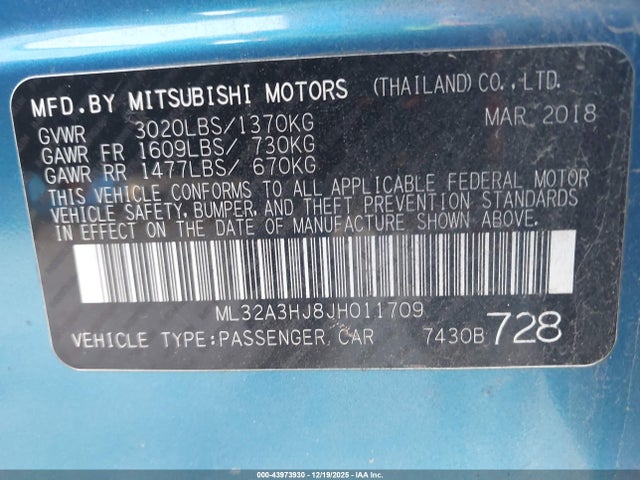 MFD.BY MITSUBISHI MOTORS (THAILAND) CO.,LTD.
GVWR 3020LBS/1370KG MAR, 2018
GAWR FR 1609LBS/ 730KG
GAWR RR 1477LBS/ 670KG
THIS VEHICLE CONFORMS TO ALL APPLICABLE FEDERAL MOTOR
VEHICLE SAFETY, BUMPER, AND THEFT PREVENTION STANDARDS
IN EFFECT ON THE DATE OF MANUFACTURE SHOWN ABOVE.
ML32A3HJ8JH011709
VEHICLE TYPE:PASSENGER CAR 7430B 728
000-43973930 - 12/19/2025 - IAAI